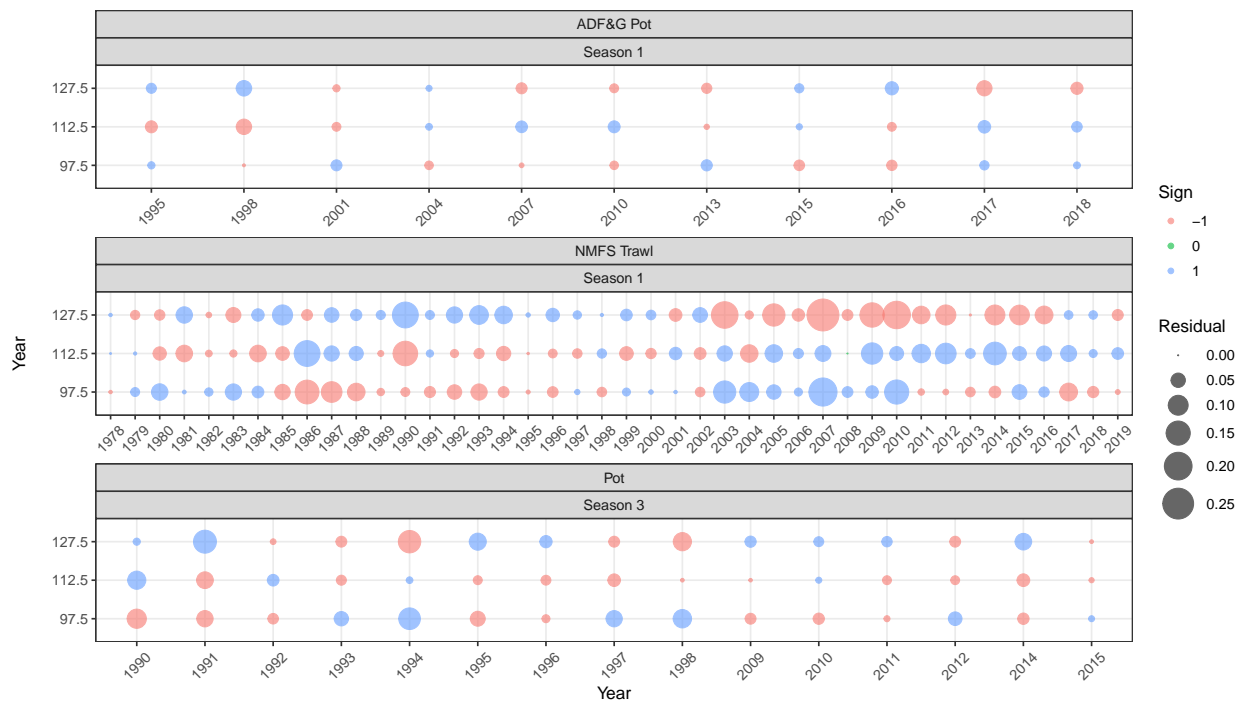 ADF&G Pot
Season 1
127.5
112.5
97.5
1995 1998 2001 2004 2007 2010 2013 2015 2016 2017 2018
NMFS Trawl
Season 1
127.5
112.5
97.5
1978 1979 1980 1981 1982 1983 1984 1985 1986 1987 1988 1989 1990 1991 1992 1993 1994 1995 1996 1997 1998 1999 2000 2001 2002 2003 2004 2005 2006 2007 2008 2009 2010 2011 2012 2013 2014 2015 2016 2017 2018 2019
Pot
Season 3
127.5
112.5
97.5
1990 1991 1992 1993 1994 1995 1996 1997 1998 2009 2010 2011 2012 2014 2015
Year
Year
Sign
−1
0
1
Residual
0.00
0.05
0.10
0.15
0.20
0.25